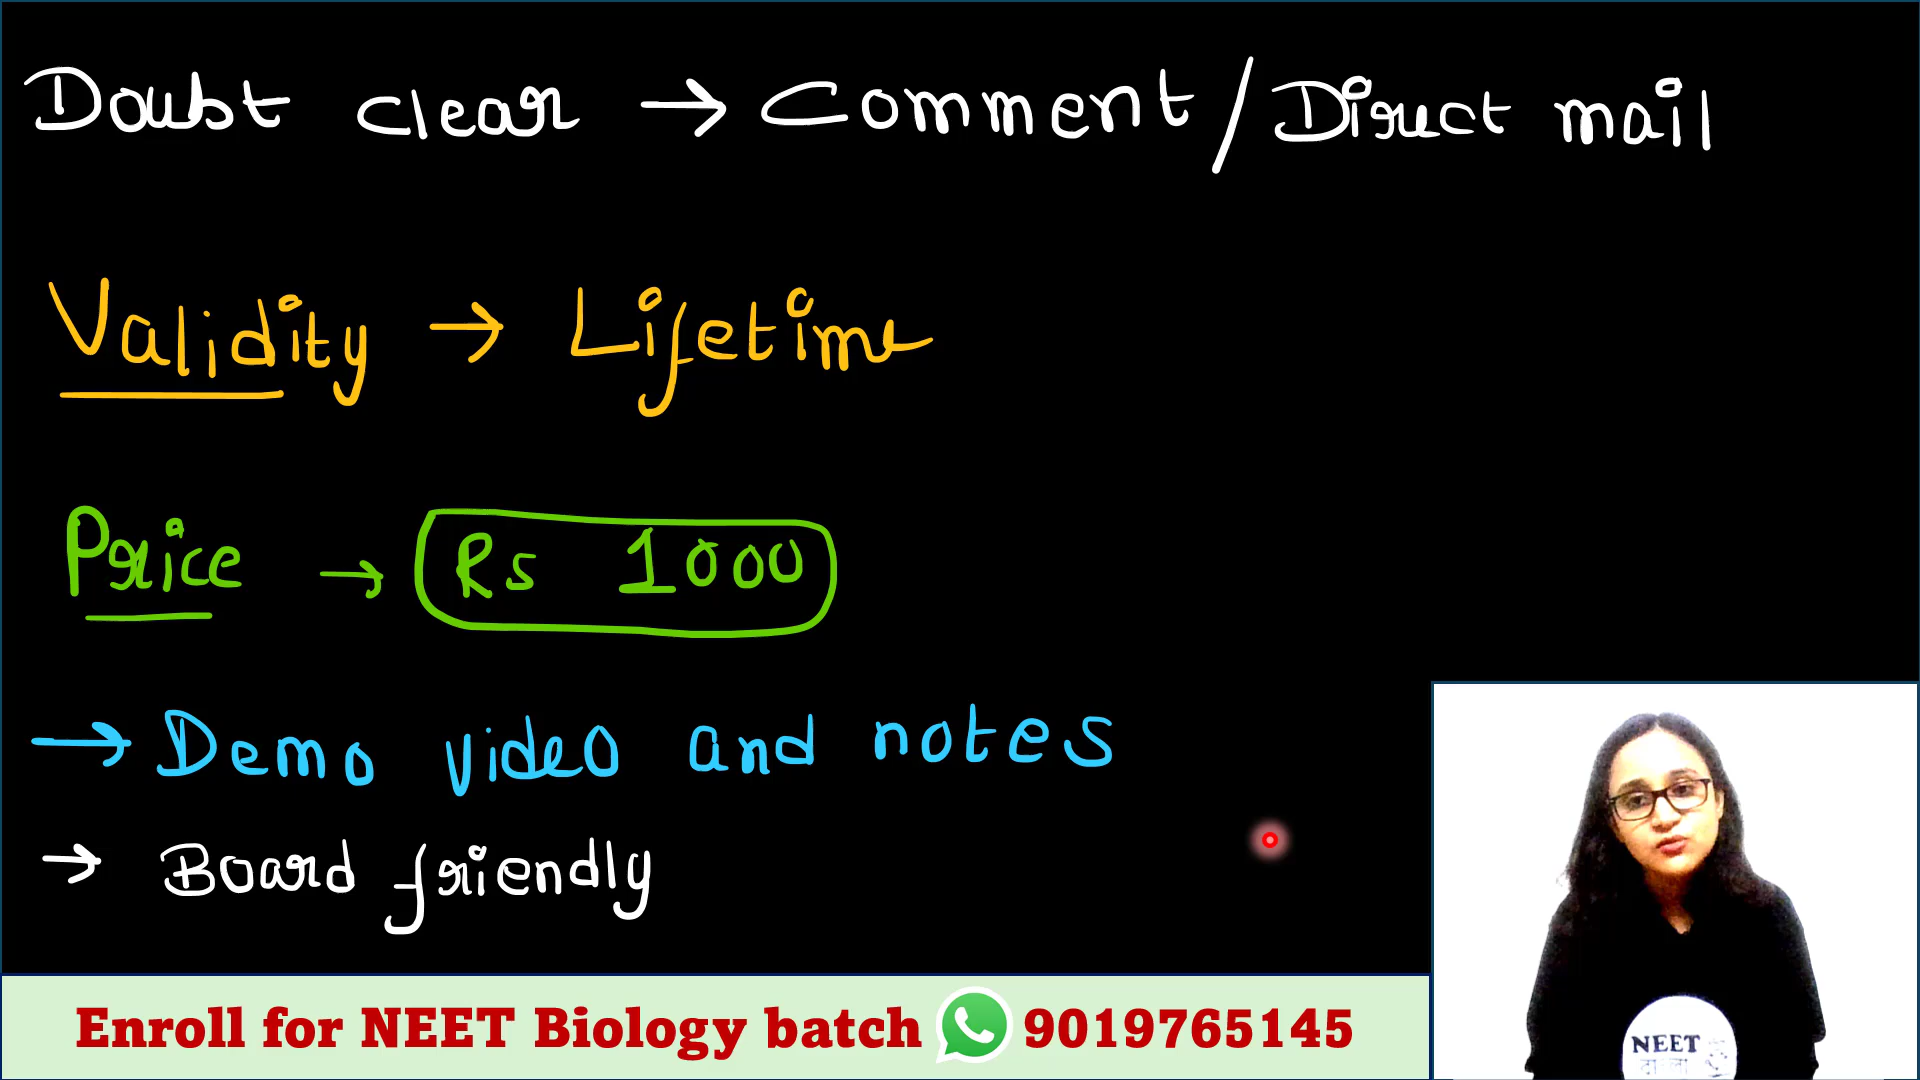 Doubt clear → Comment / Direct mail
Validity → Lifetime
Price → Rs 1000
→ Demo video and notes
→ Board friendly
Enroll for NEET Biology batch 9019765145
NEET
বাংলা